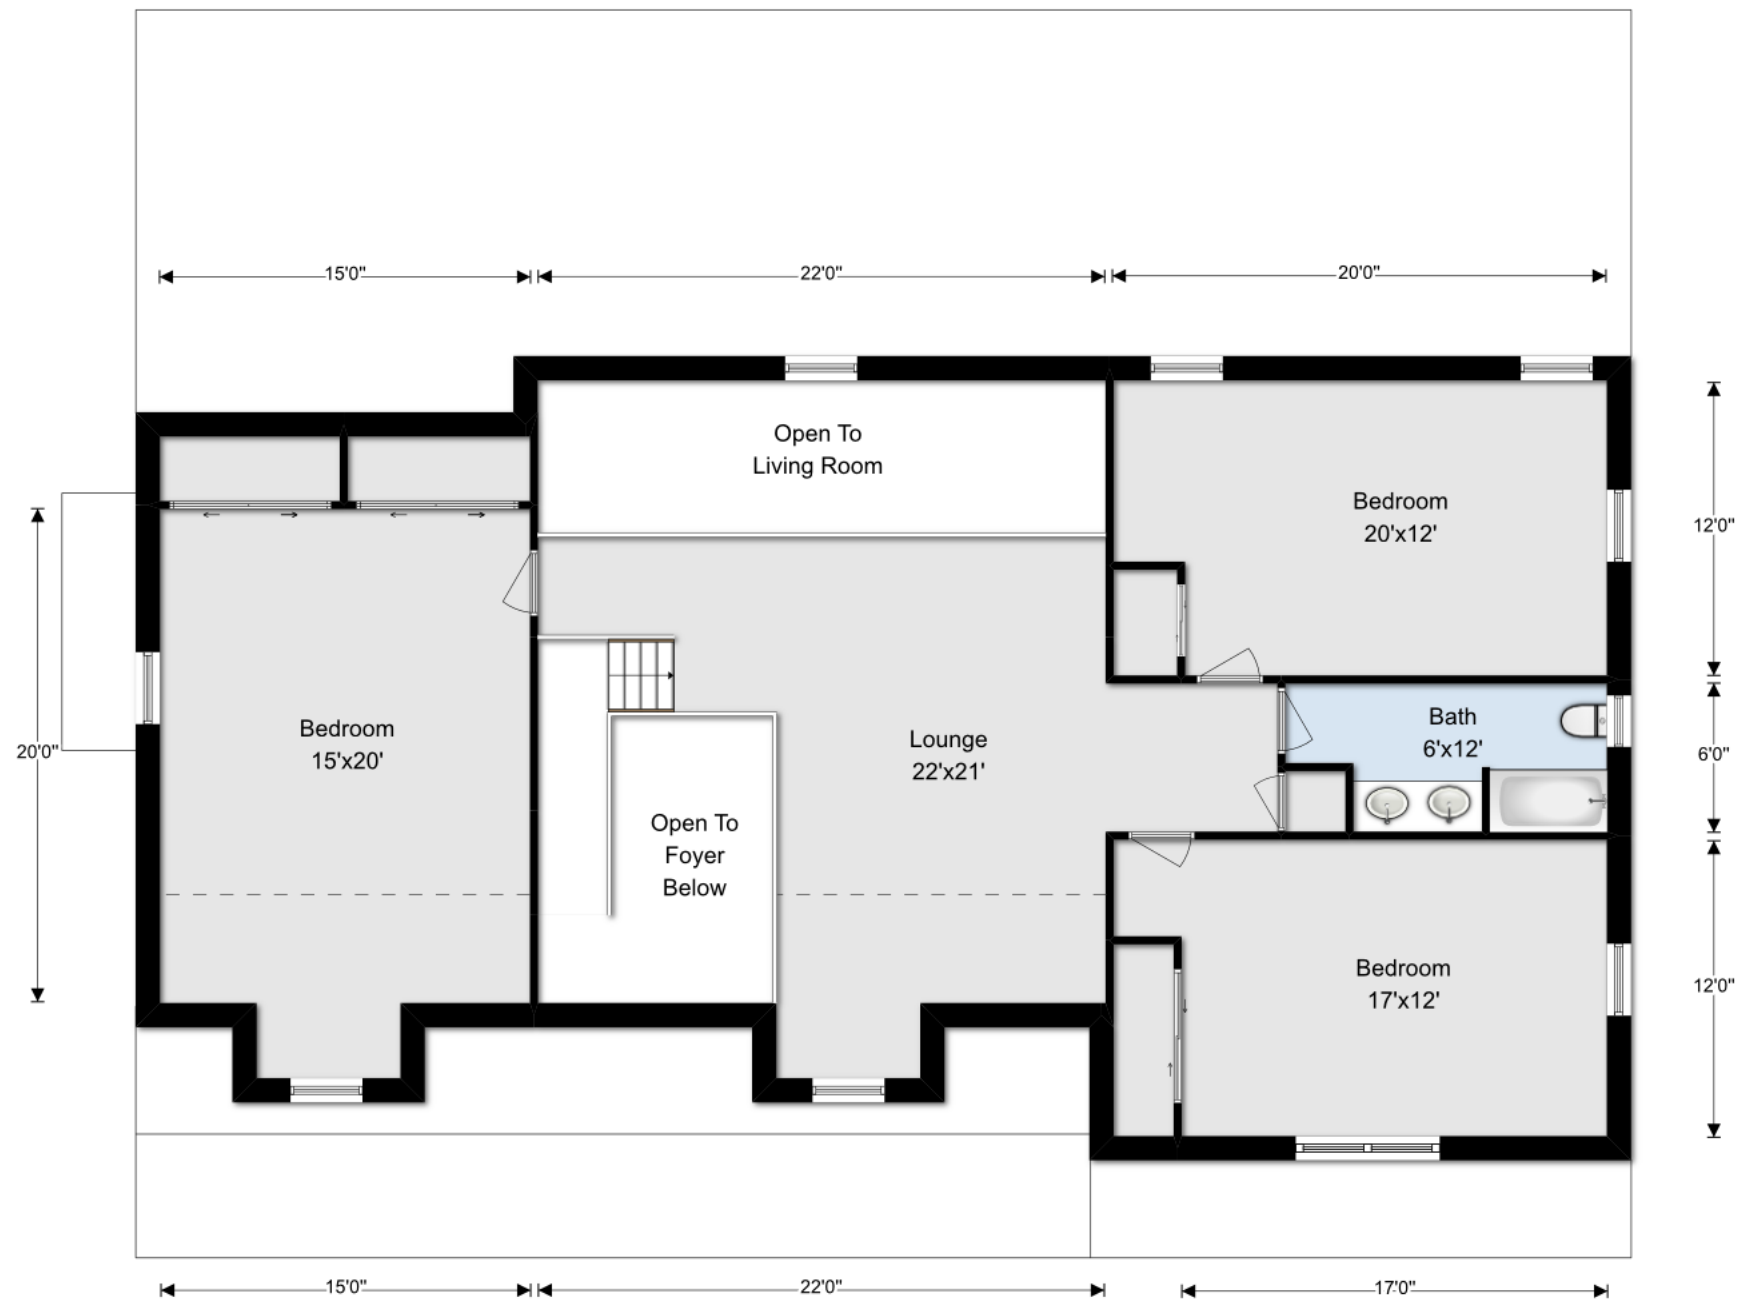 15'0"
22'0"
20'0"
Open To
Living Room
Bedroom
20'x12'
12'0"
Bedroom
15'x20'
20'0"
Lounge
22'x21'
Bath
6'x12'
6'0"
Open To
Foyer
Below
Bedroom
17'x12'
12'0"
15'0"
22'0"
17'0"